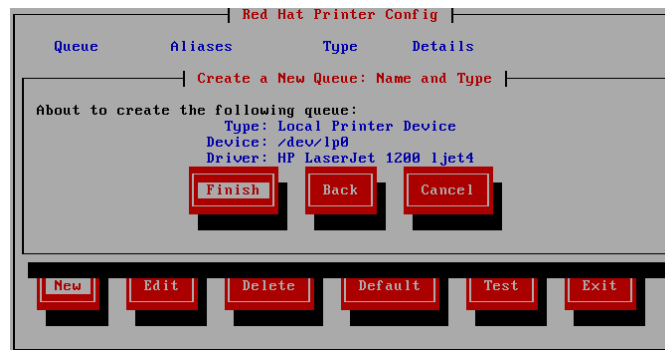 Red Hat Printer Config
Queue Aliases Type Details
Create a New Queue: Name and Type
About to create the following queue:
Type: Local Printer Device
Device: /dev/lp0
Driver: HP LaserJet 1200 ljet4
Finish Back Cancel
New Edit Delete Default Test Exit